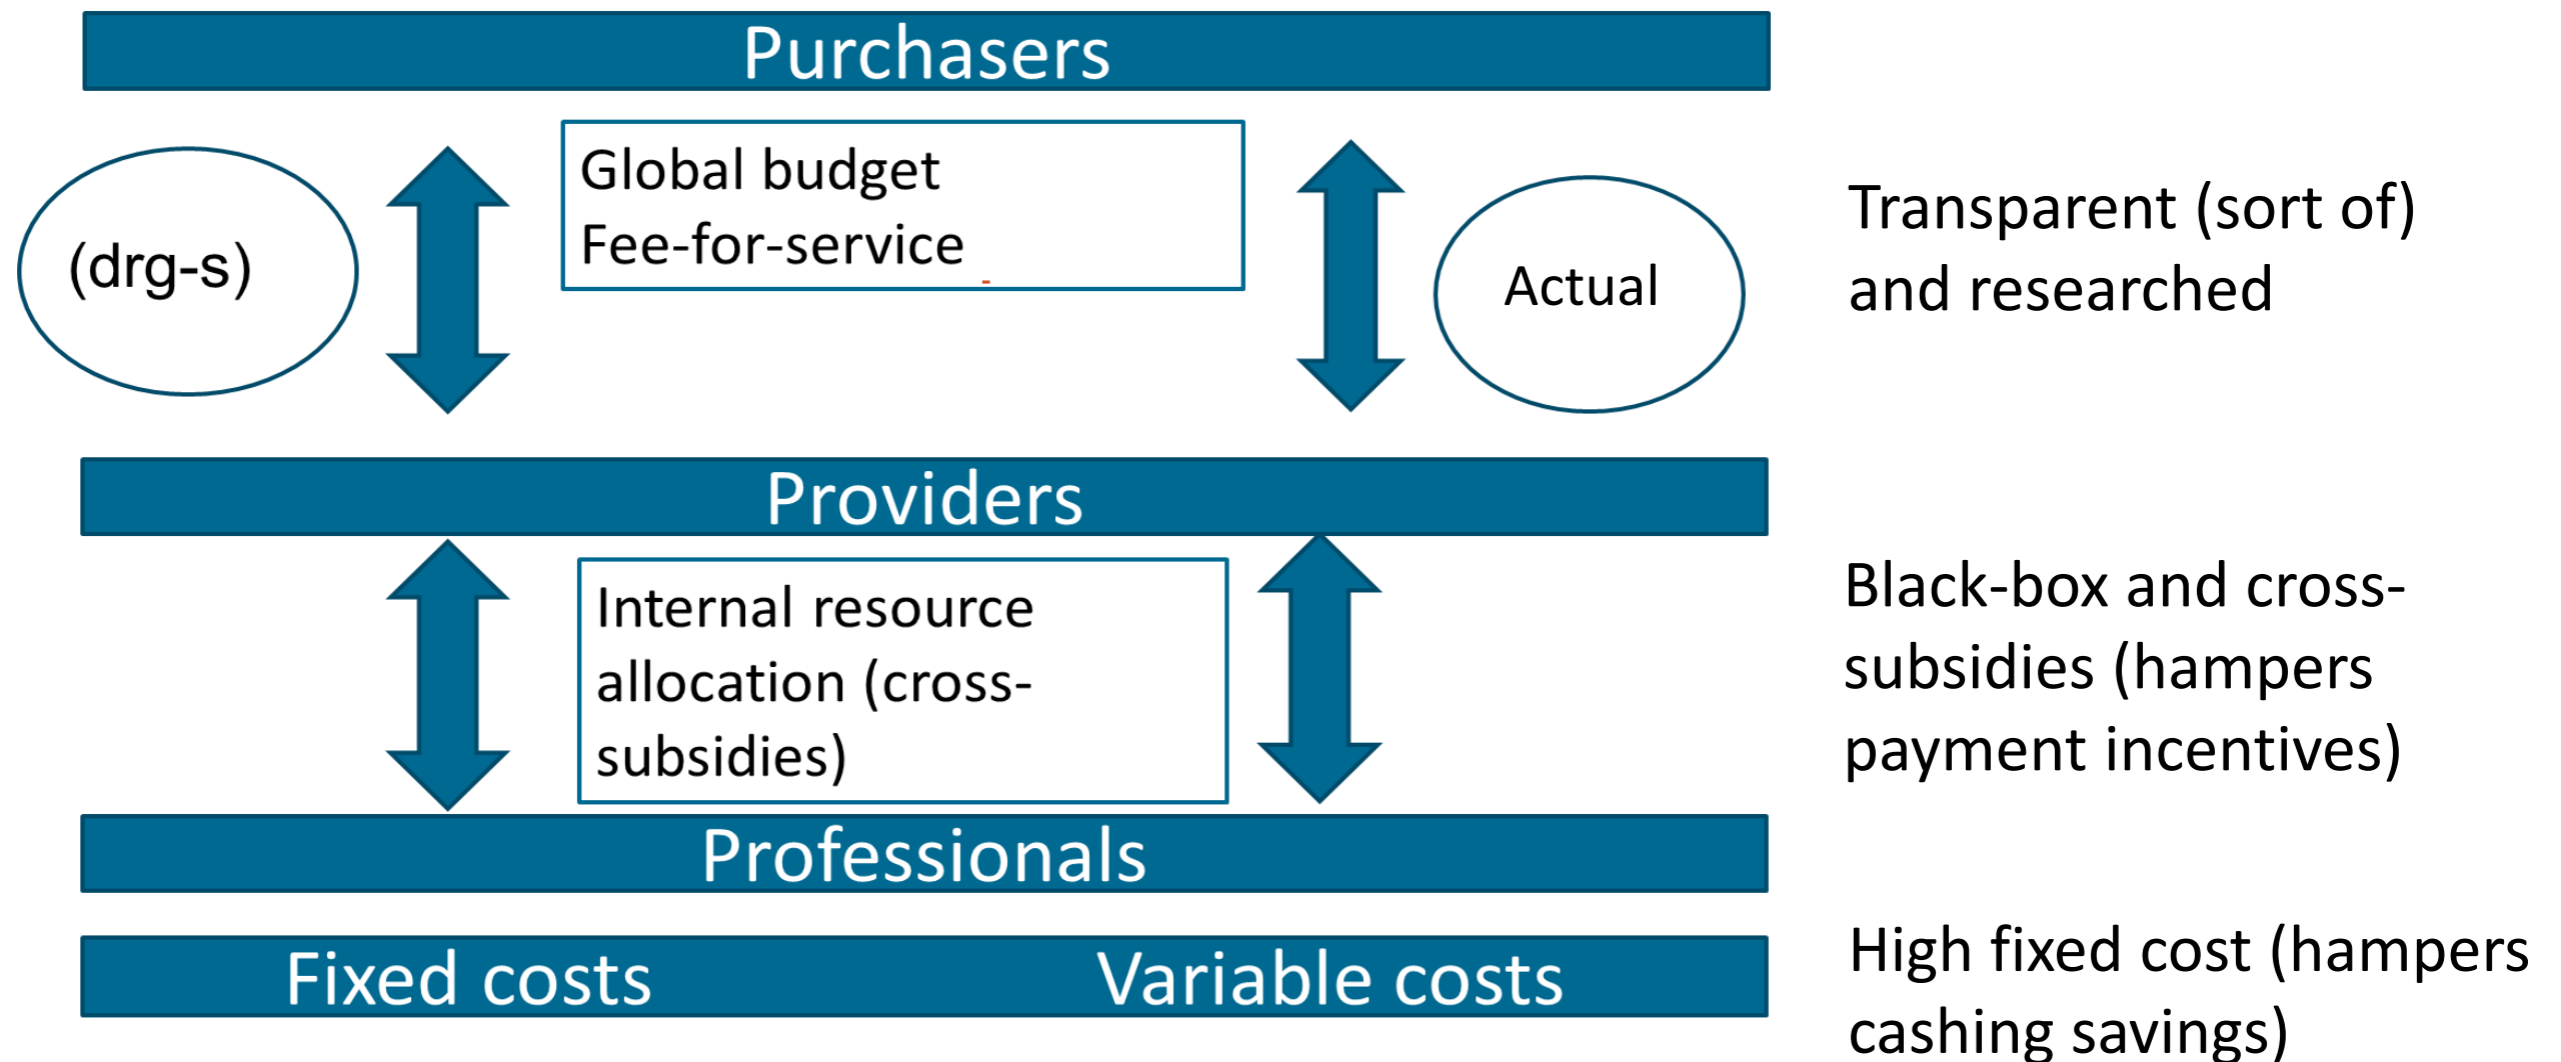 Purchasers
Global budget
Fee-for-service
(drg-s)
Actual
Transparent (sort of)
and researched
Providers
Internal resource
allocation (cross-
subsidies)
Black-box and cross-
subsidies (hampers
payment incentives)
Professionals
Fixed costs
Variable costs
High fixed cost (hampers
cashing savings)